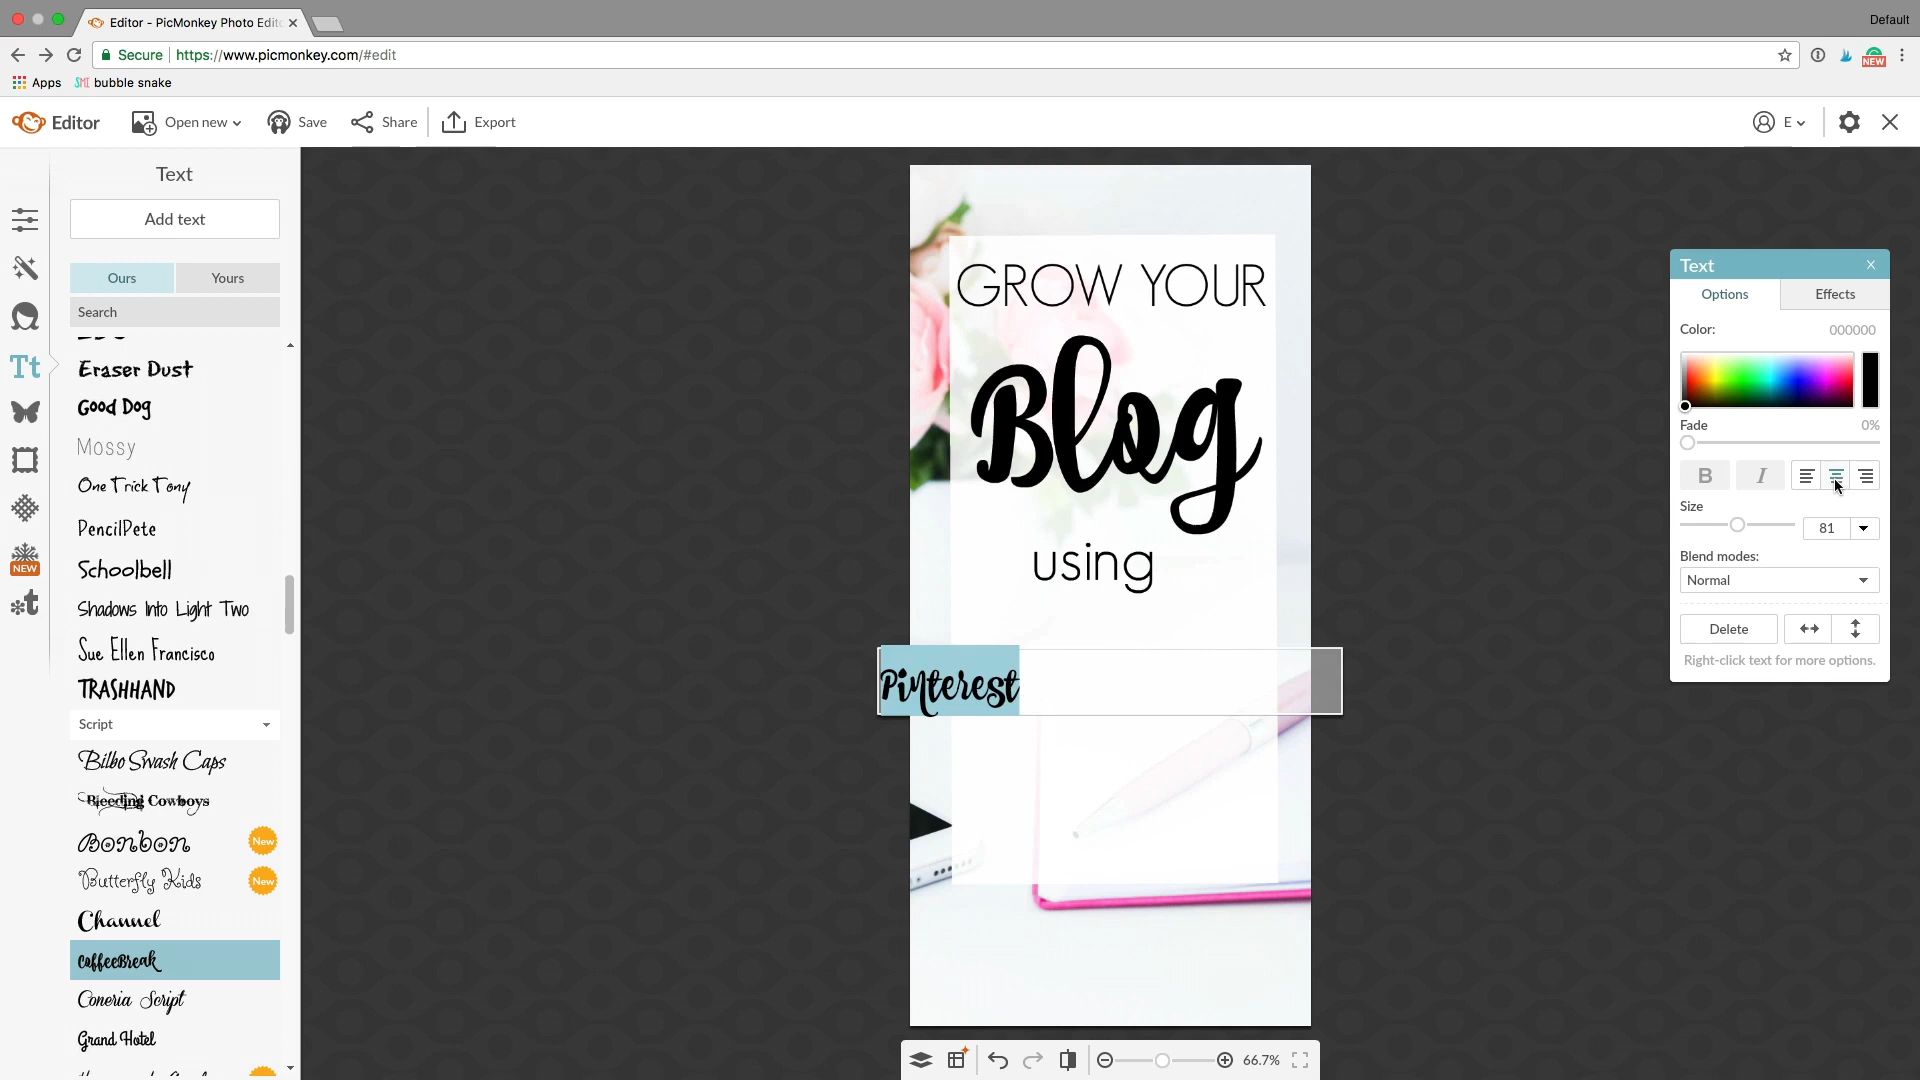 Default
Editor - PicMonkey Photo Edit
Secure https://www.picmonkey.com/#edit
NEW
Apps SMT bubble snake
Editor Open new Save Share Export E
Text
Add text
Ours Yours
Search
Eraser Dust
Good Dog
Mossy
One Trick Tony
PencilPete
Schoolbell
Shadows Into Light Two
Sue Ellen Francisco
TRASHHAND
Script
Bilbo Swash Caps
Bleeding Cowboys
Bonbon New
Butterfly Kids New
Channel
CoffeeBreak
Coneria Script
Grand Hotel
Tt
NEW
t
GROW YOUR
Blog
using
Pinterest
Text X
Options Effects
Color: 000000
Fade 0%
B I
Size
81
Blend modes:
Normal
Delete
Right-click text for more options.
66.7%